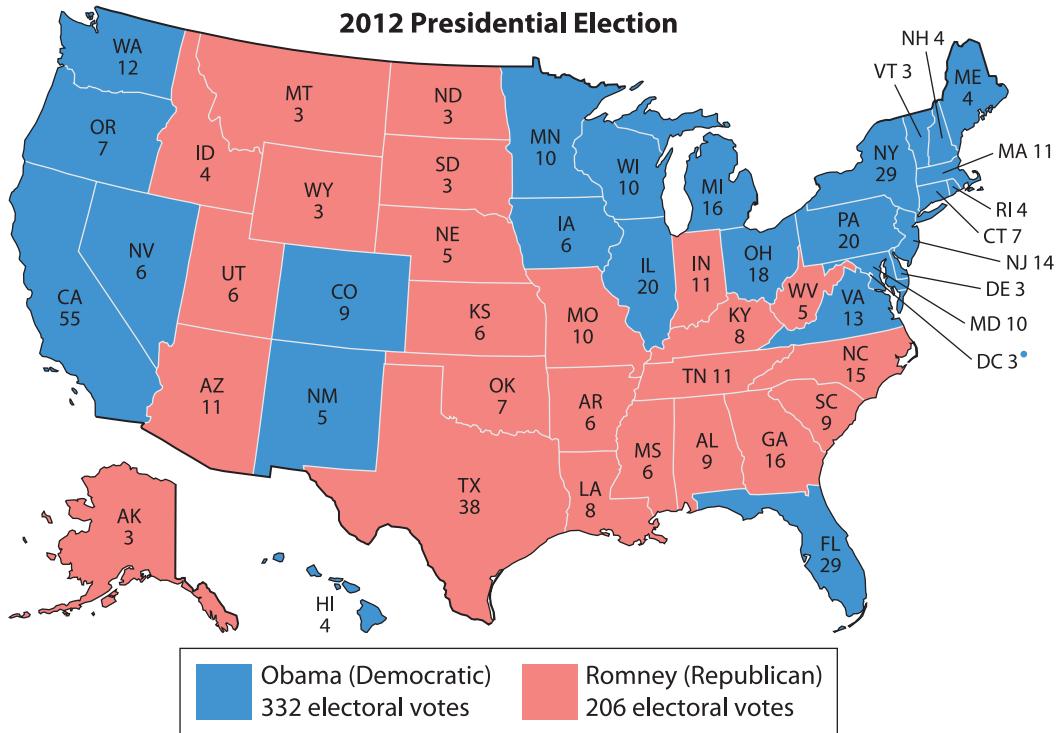 2012 Presidential Election
WA
12
OR
7
CA
55
NV
6
ID
4
MT
3
WY
3
UT
6
AZ
11
CO
9
NM
5
ND
3
SD
3
NE
5
KS
6
OK
7
TX
38
MN
10
IA
6
MO
10
AR
6
LA
8
WI
10
IL
20
MI
16
IN
11
OH
18
KY
8
TN 11
MS
6
AL
9
GA
16
FL
29
SC
9
NC
15
VA
13
WV
5
PA
20
NY
29
VT 3
NH 4
ME
4
MA 11
RI 4
CT 7
NJ 14
DE 3
MD 10
DC 3
AK
3
HI
4
Obama (Democratic)
332 electoral votes
Romney (Republican)
206 electoral votes